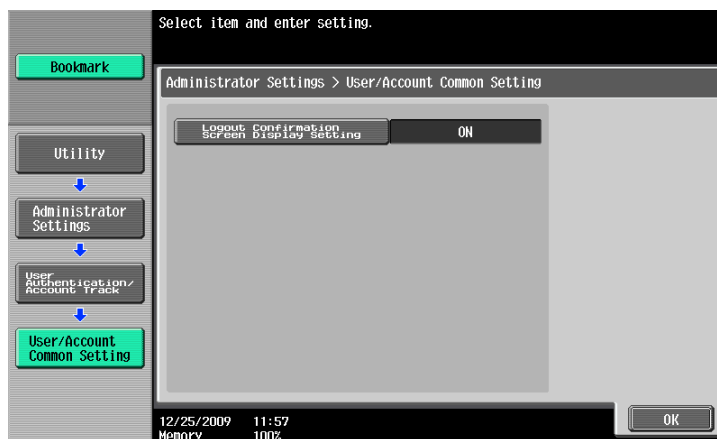 Select item and enter setting.
Bookmark
Administrator Settings > User/Account Common Setting
Logout Confirmation
Screen Display Setting
ON
Utility
Administrator
Settings
User
Authentication/
Account Track
User/Account
Common Setting
12/25/2009 11:57
Memory 100%
OK